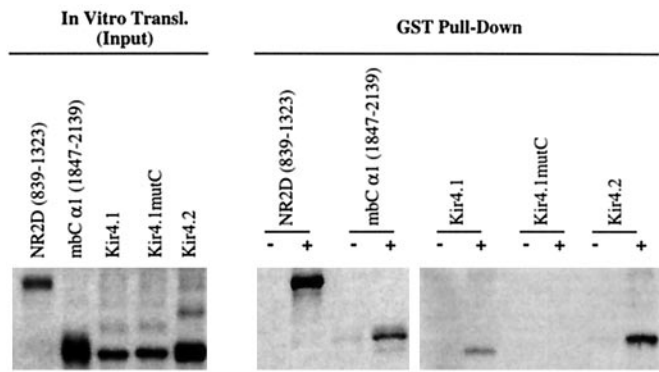 In Vitro Transl.
(Input)
GST Pull-Down
NR2D (839-1323)
mbC α1 (1847-2139)
Kir4.1
Kir4.1mutC
Kir4.2
NR2D (839-1323)
mbC α1 (1847-2139)
Kir4.1
Kir4.1mutC
Kir4.2
- + - + - + - + - +